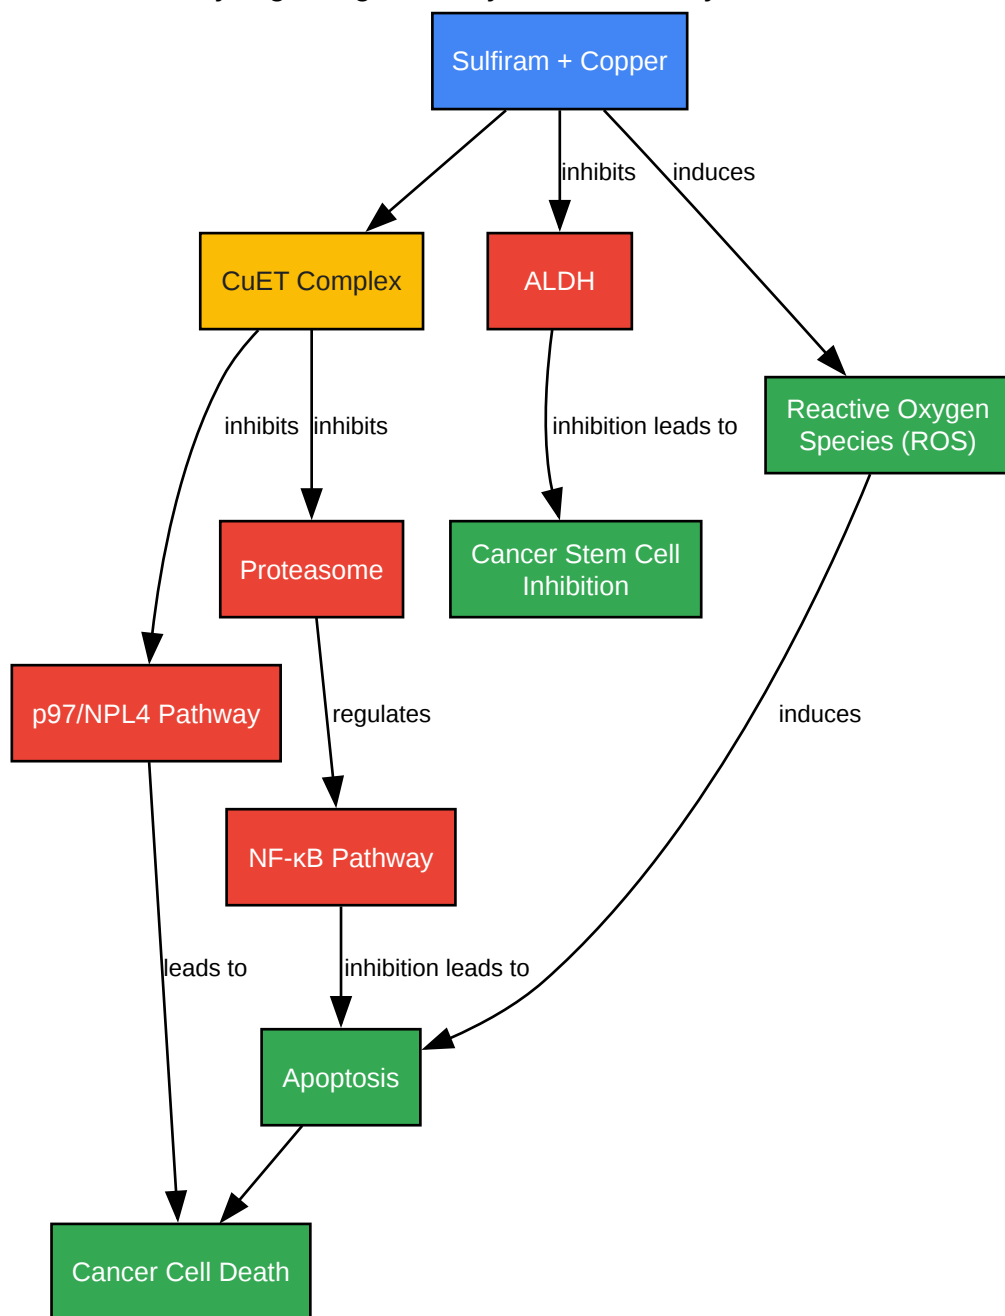 Sulfiram + Copper
inhibits
induces
CuET Complex
ALDH
Reactive Oxygen
Species (ROS)
inhibits
inhibits
inhibition leads to
Proteasome
Cancer Stem Cell
Inhibition
p97/NPL4 Pathway
regulates
induces
NF-κB Pathway
leads to
inhibition leads to
Apoptosis
Cancer Cell Death